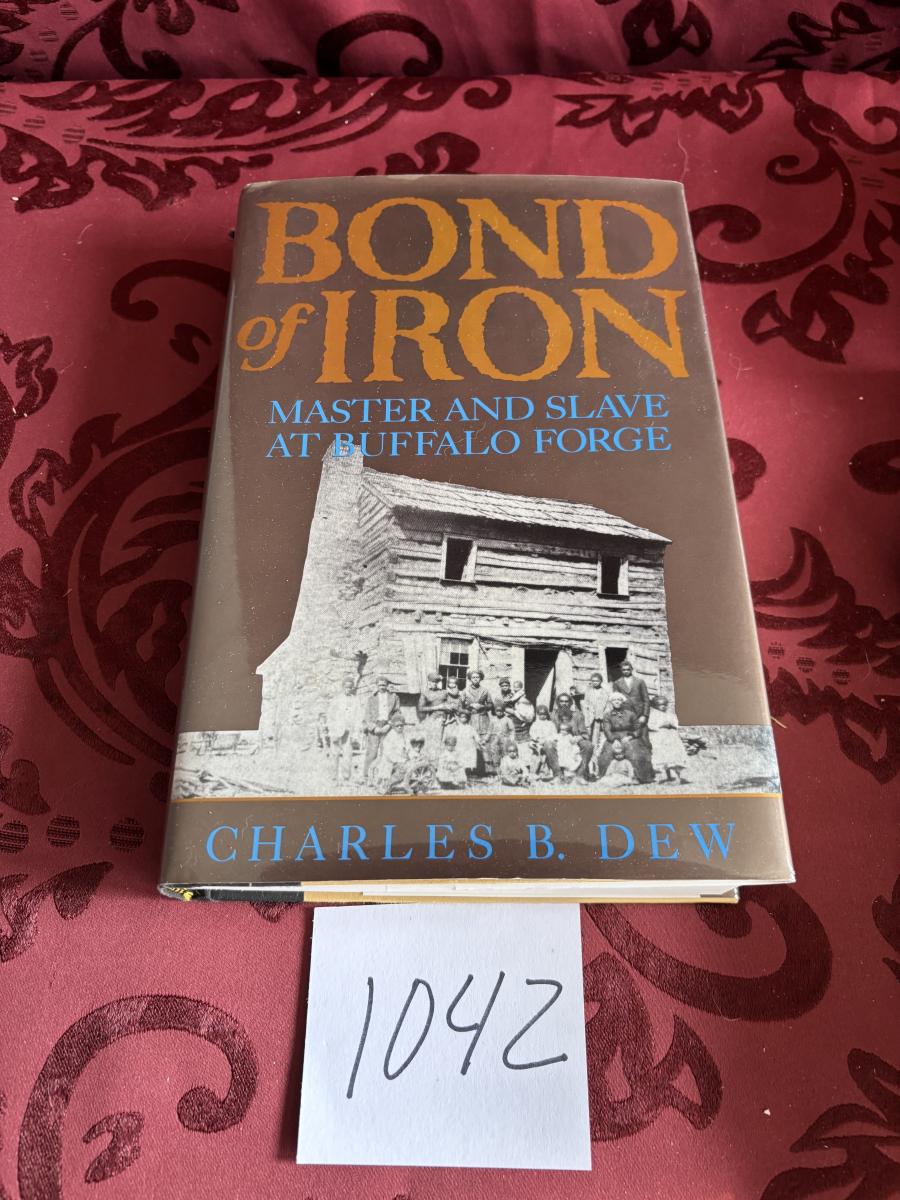 BOND
of IRON
MASTER AND SLAVE
AT BUFFALO FORGE
CHARLES B. DEW
1042